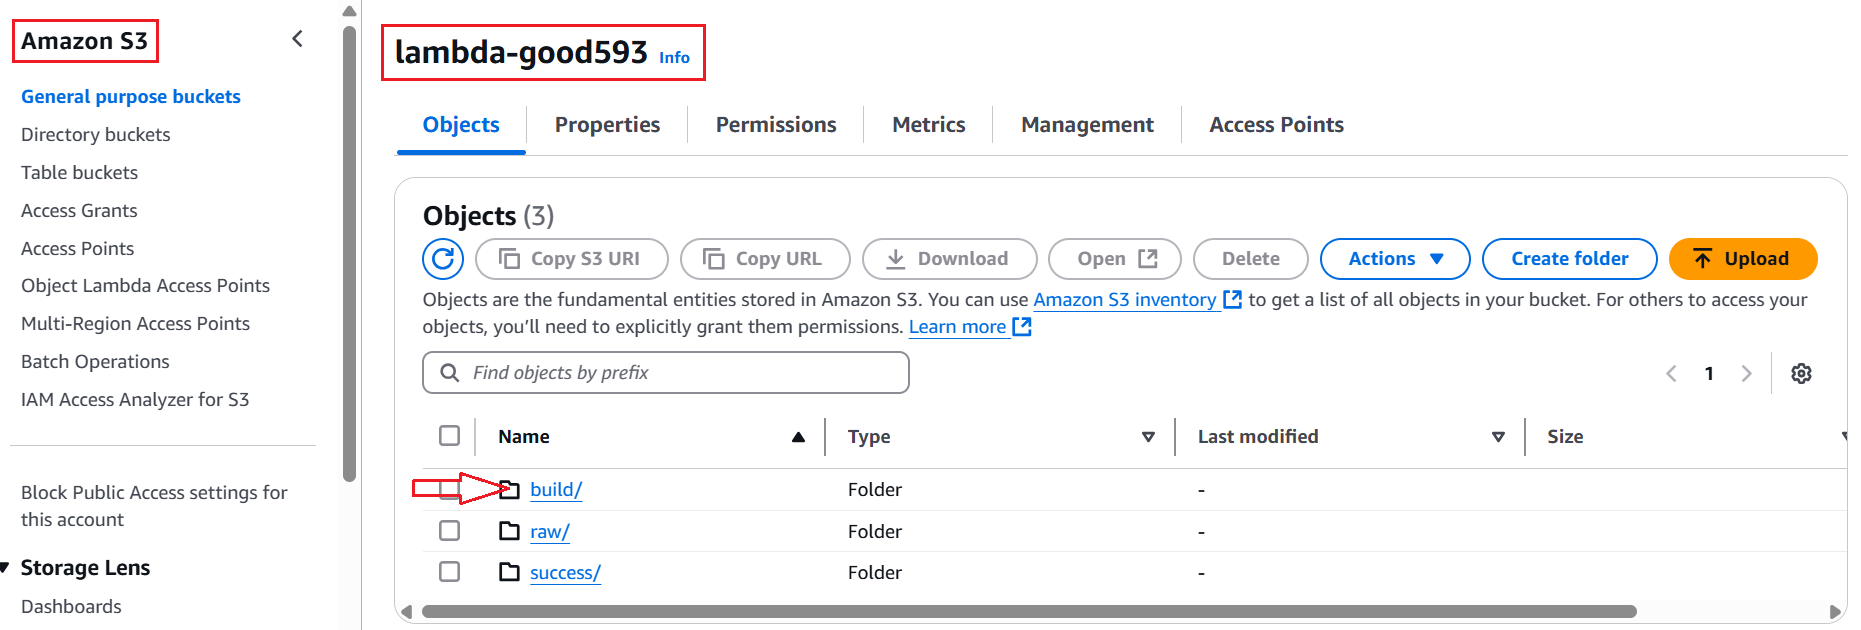 Amazon S3
General purpose buckets
Directory buckets
Table buckets
Access Grants
Access Points
Object Lambda Access Points
Multi-Region Access Points
Batch Operations
IAM Access Analyzer for S3
Block Public Access settings for
this account
Storage Lens
Dashboards
lambda-good593 Info
Objects Properties Permissions Metrics Management Access Points
Objects (3)
Copy S3 URI Copy URL Download Open Delete Actions Create folder Upload
Objects are the fundamental entities stored in Amazon S3. You can use Amazon S3 inventory to get a list of all objects in your bucket. For others to access your
objects, you’ll need to explicitly grant them permissions. Learn more
Find objects by prefix
1
Name Type Last modified Size
build/ Folder -
raw/ Folder -
success/ Folder -